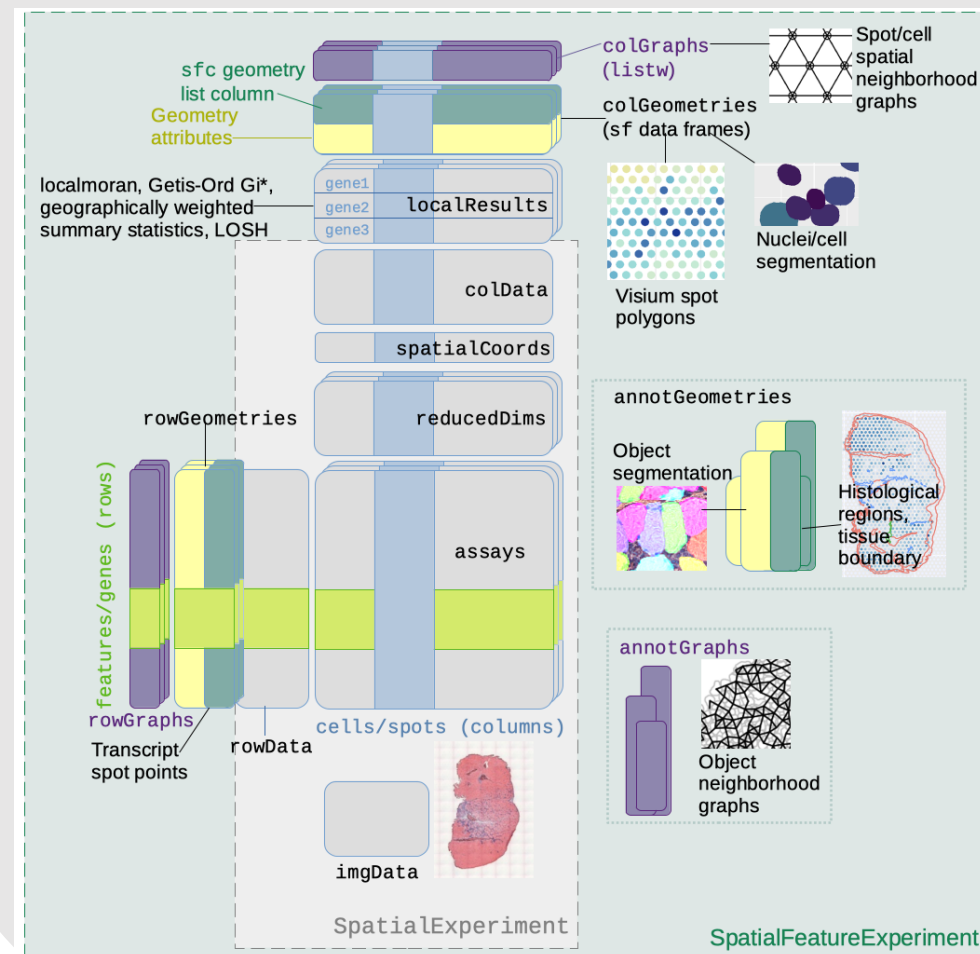 sfc geometry
list column
Geometry
attributes
colGraphs
(listw)
Spot/cell
spatial
neighborhood
graphs
colGeometries
(sf data frames)
localmoran, Getis-Ord Gi*,
geographically weighted
summary statistics, LOSH
gene1
gene2
gene3
localResults
Nuclei/cell
segmentation
Visium spot
polygons
colData
spatialCoords
reducedDims
rowGeometries
features/genes (rows)
assays
annotGeometries
Object
segmentation
Histological
regions,
tissue
boundary
rowGraphs
Transcript
spot points
rowData
cells/spots (columns)
annotGraphs
Object
neighborhood
graphs
imgData
SpatialExperiment
SpatialFeatureExperiment